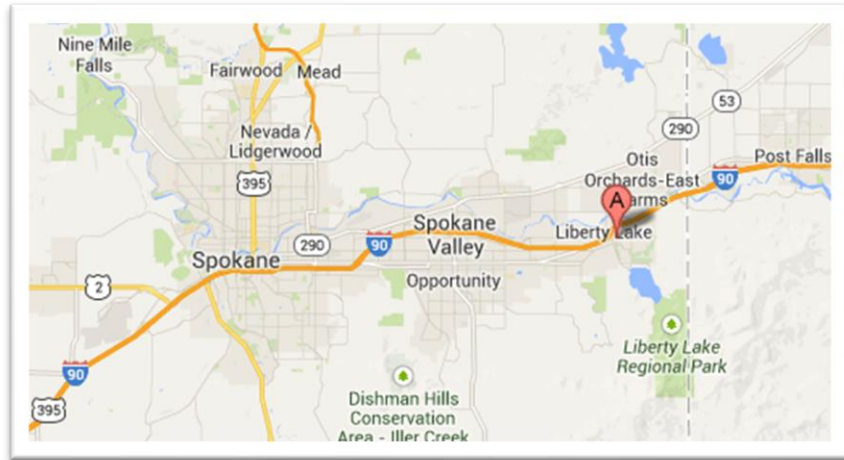 Nine Mile
Falls
Fairwood
Mead
53
Nevada /
Lidgerwood
290
Otis
Orchards-East
Post Falls
90
395
A
Spokane
Valley
Liberty Lake
290
90
Spokane
Opportunity
2
Liberty Lake
Regional Park
90
Dishman Hills
Conservation
Area - Iller Creek
395